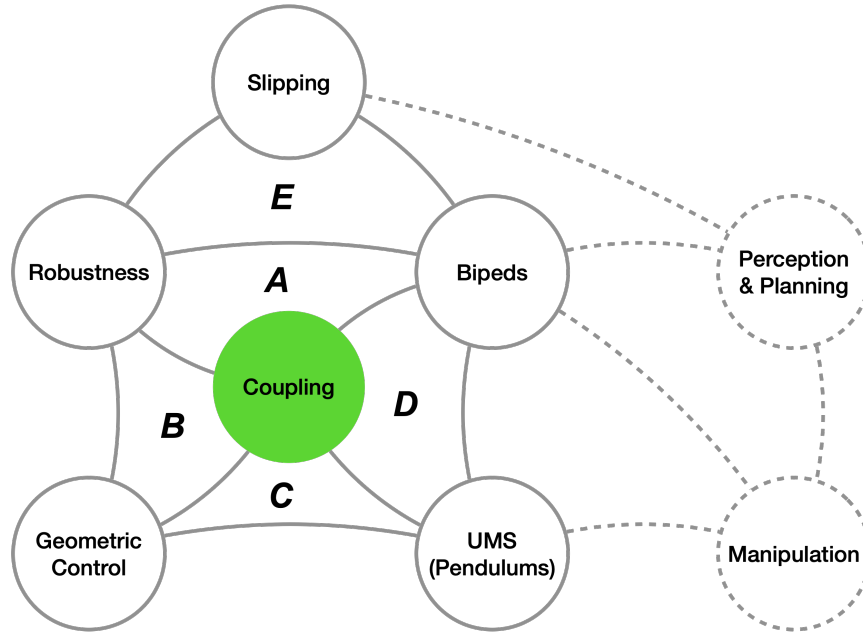 Slipping
E
Robustness
A
Bipeds
Perception
& Planning
Coupling
B
D
C
Geometric
Control
UMS
(Pendulums)
Manipulation